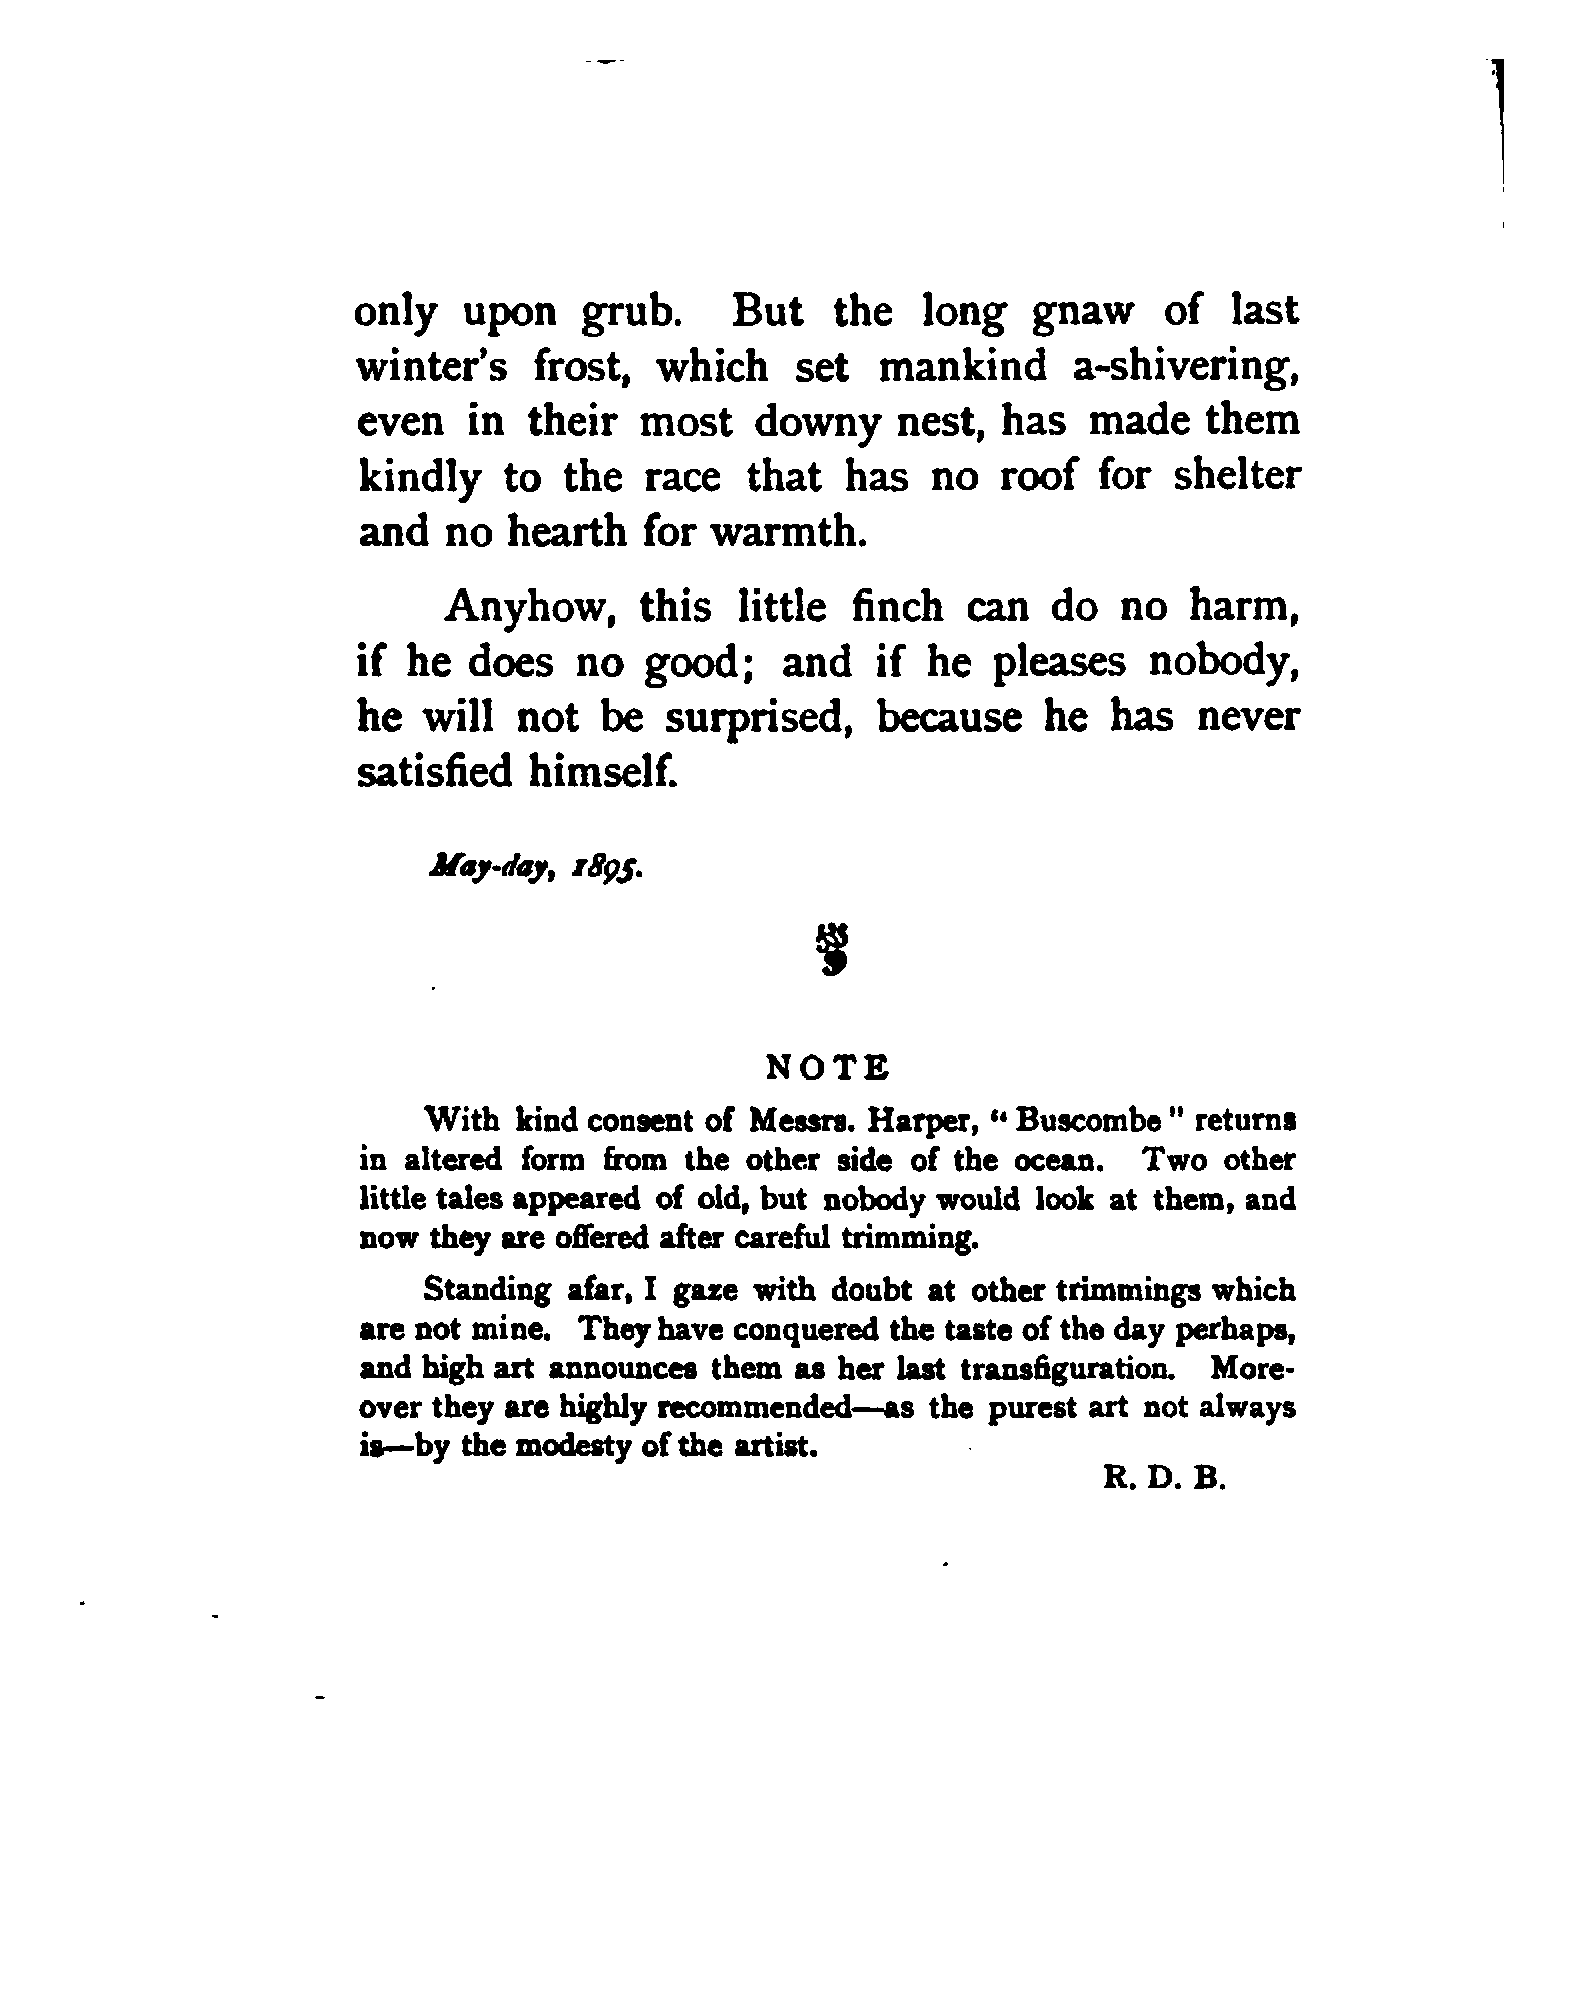 only upon grub. But the long gnaw of last
winter's frost, which set mankind a-shivering,
even in their most downy nest, has made them
kindly to the race that has no roof for shelter
and no hearth for warmth.
Anyhow, this little finch can do no harm,
if he does no good; and if he pleases nobody,
he will not be surprised, because he has never
satisfied himself.
May-day, 1895.
NOTE
With kind consent of Messrs. Harper, "Buscombe" returns
in altered form from the other side of the ocean. Two other
little tales appeared of old, but nobody would look at them, and
now they are offered after careful trimming.
Standing afar, I gaze with doubt at other trimmings which
are not mine. They have conquered the taste of the day perhaps,
and high art announces them as her last transfiguration. More-
over they are highly recommended—as the purest art not always
is—by the modesty of the artist.
R. D. B.